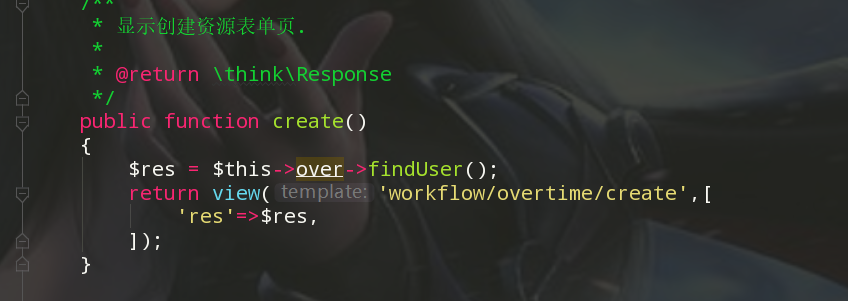 /**
* 显示创建资源表单页.
*
* @return \think\Response
*/
public function create()
{
$res = $this->over->findUser();
return view( template: 'workflow/overtime/create',[
'res'=>$res,
]);
}